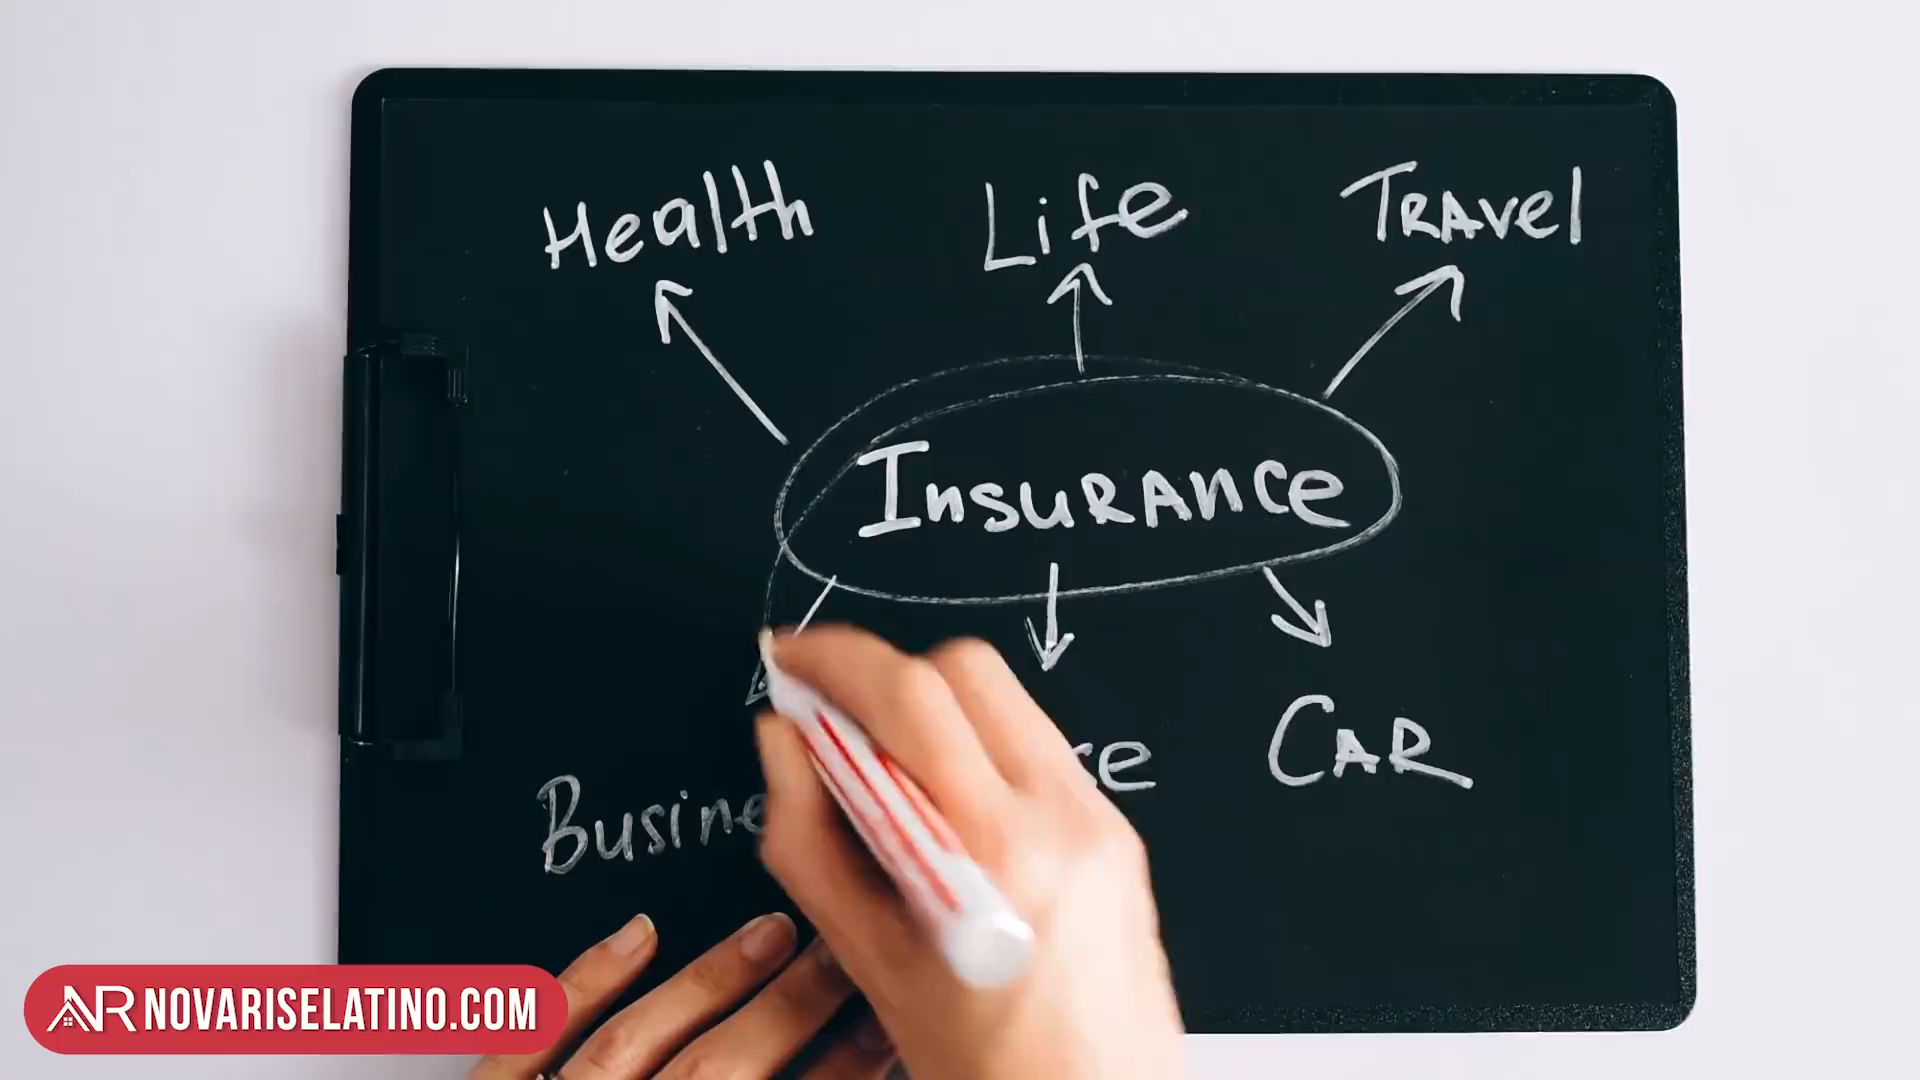 Health
Life
TRAVel
INSURANCe
CAR
NOVARISELATINO.COM